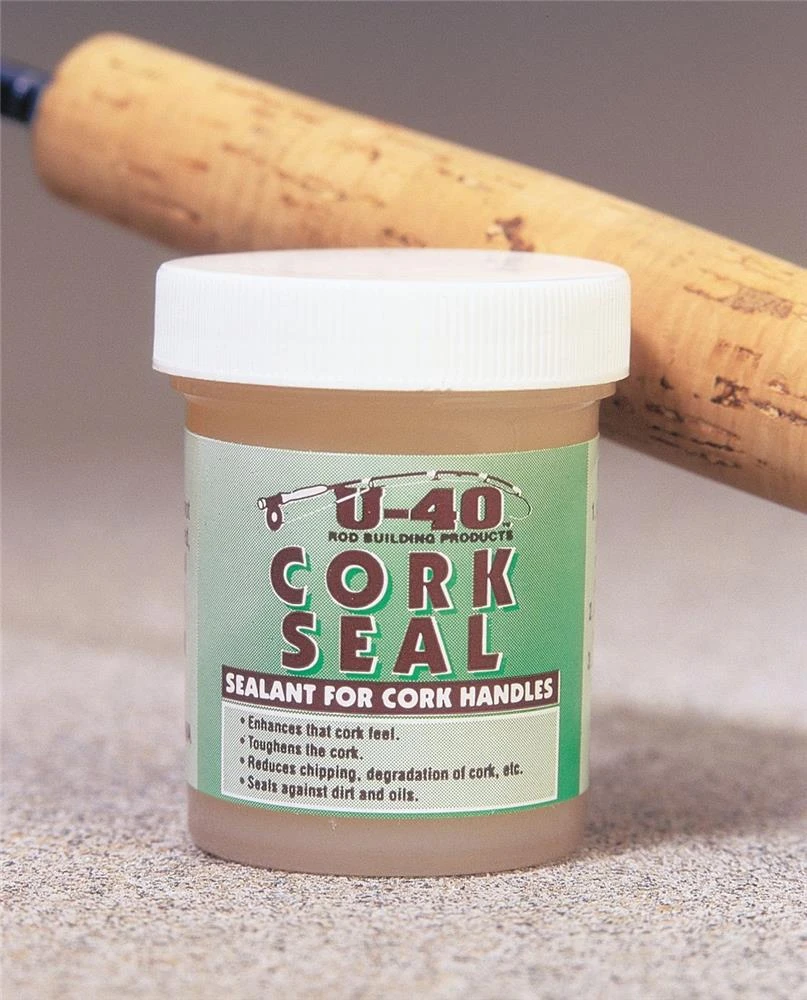 U-40
ROD BUILDING PRODUCTS
CORK
SEAL
SEALANT FOR CORK HANDLES
• Enhances that cork feel.
• Toughens the cork.
• Reduces chipping, degradation of cork, etc.
• Seals against dirt and oils.